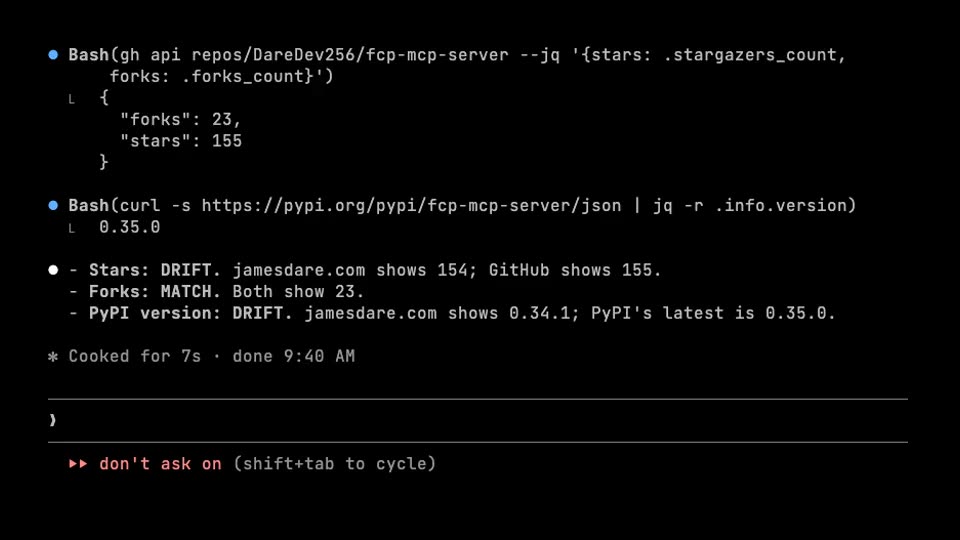 ● Bash(gh api repos/DareDev256/fcp-mcp-server --jq '{stars: .stargazers_count,
forks: .forks_count}')
└ {
"forks": 23,
"stars": 155
}
● Bash(curl -s https://pypi.org/pypi/fcp-mcp-server/json | jq -r .info.version)
└ 0.35.0
● - Stars: DRIFT. jamesdare.com shows 154; GitHub shows 155.
- Forks: MATCH. Both show 23.
- PyPI version: DRIFT. jamesdare.com shows 0.34.1; PyPI's latest is 0.35.0.
✻ Cooked for 7s · done 9:40 AM
❯
⏵⏵ don't ask on (shift+tab to cycle)